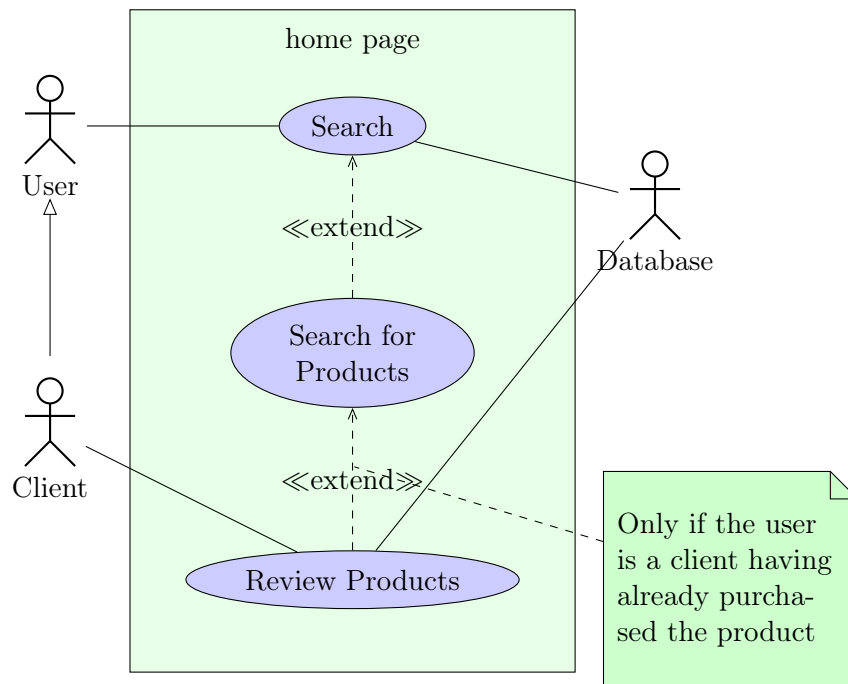 home page
Search
User
≪extend≫
Database
Search for
Products
≪extend≫
Client
Only if the user
is a client having
already purcha-
sed the product
Review Products